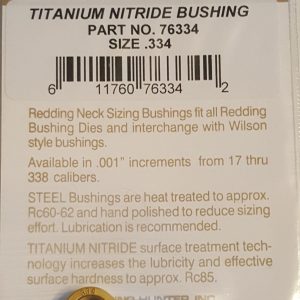 TITANIUM NITRIDE BUSHING
PART NO. 76334
SIZE .334
6 11760 76334 2
Redding Neck Sizing Bushings fit all Redding
Bushing Dies and interchange with Wilson
style bushings.
Available in .001" increments from 17 thru
338 calibers.
STEEL Bushings are heat treated to approx.
Rc60-62 and hand polished to reduce sizing
effort. Lubrication is recommended.
TITANIUM NITRIDE surface treatment tech-
nology increases the lubricity and effective
surface hardness to approx. Rc85.
HUNTER, INC.